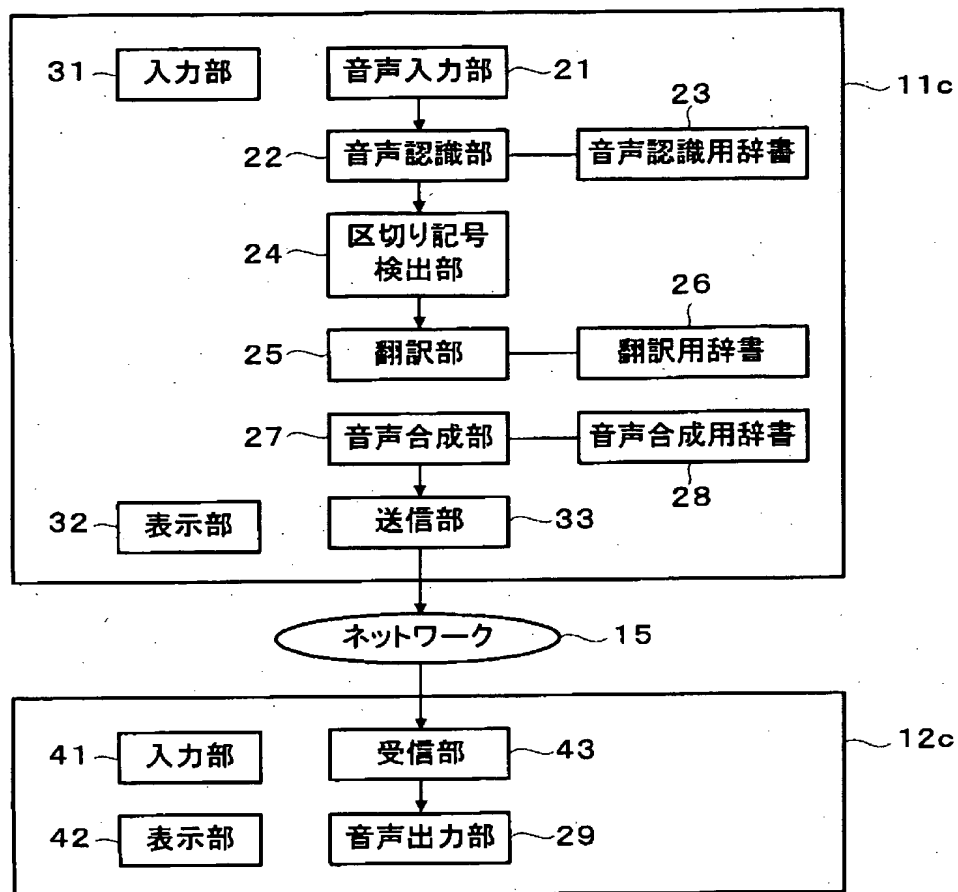 31 入力部 音声入力部 21
11c
23
22 音声認識部 音声認識用辞書
24 区切り記号
検出部
26
25 翻訳部 翻訳用辞書
27 音声合成部 音声合成用辞書
28
32 表示部 送信部 33
ネットワーク 15
12c
41 入力部 受信部 43
42 表示部 音声出力部 29